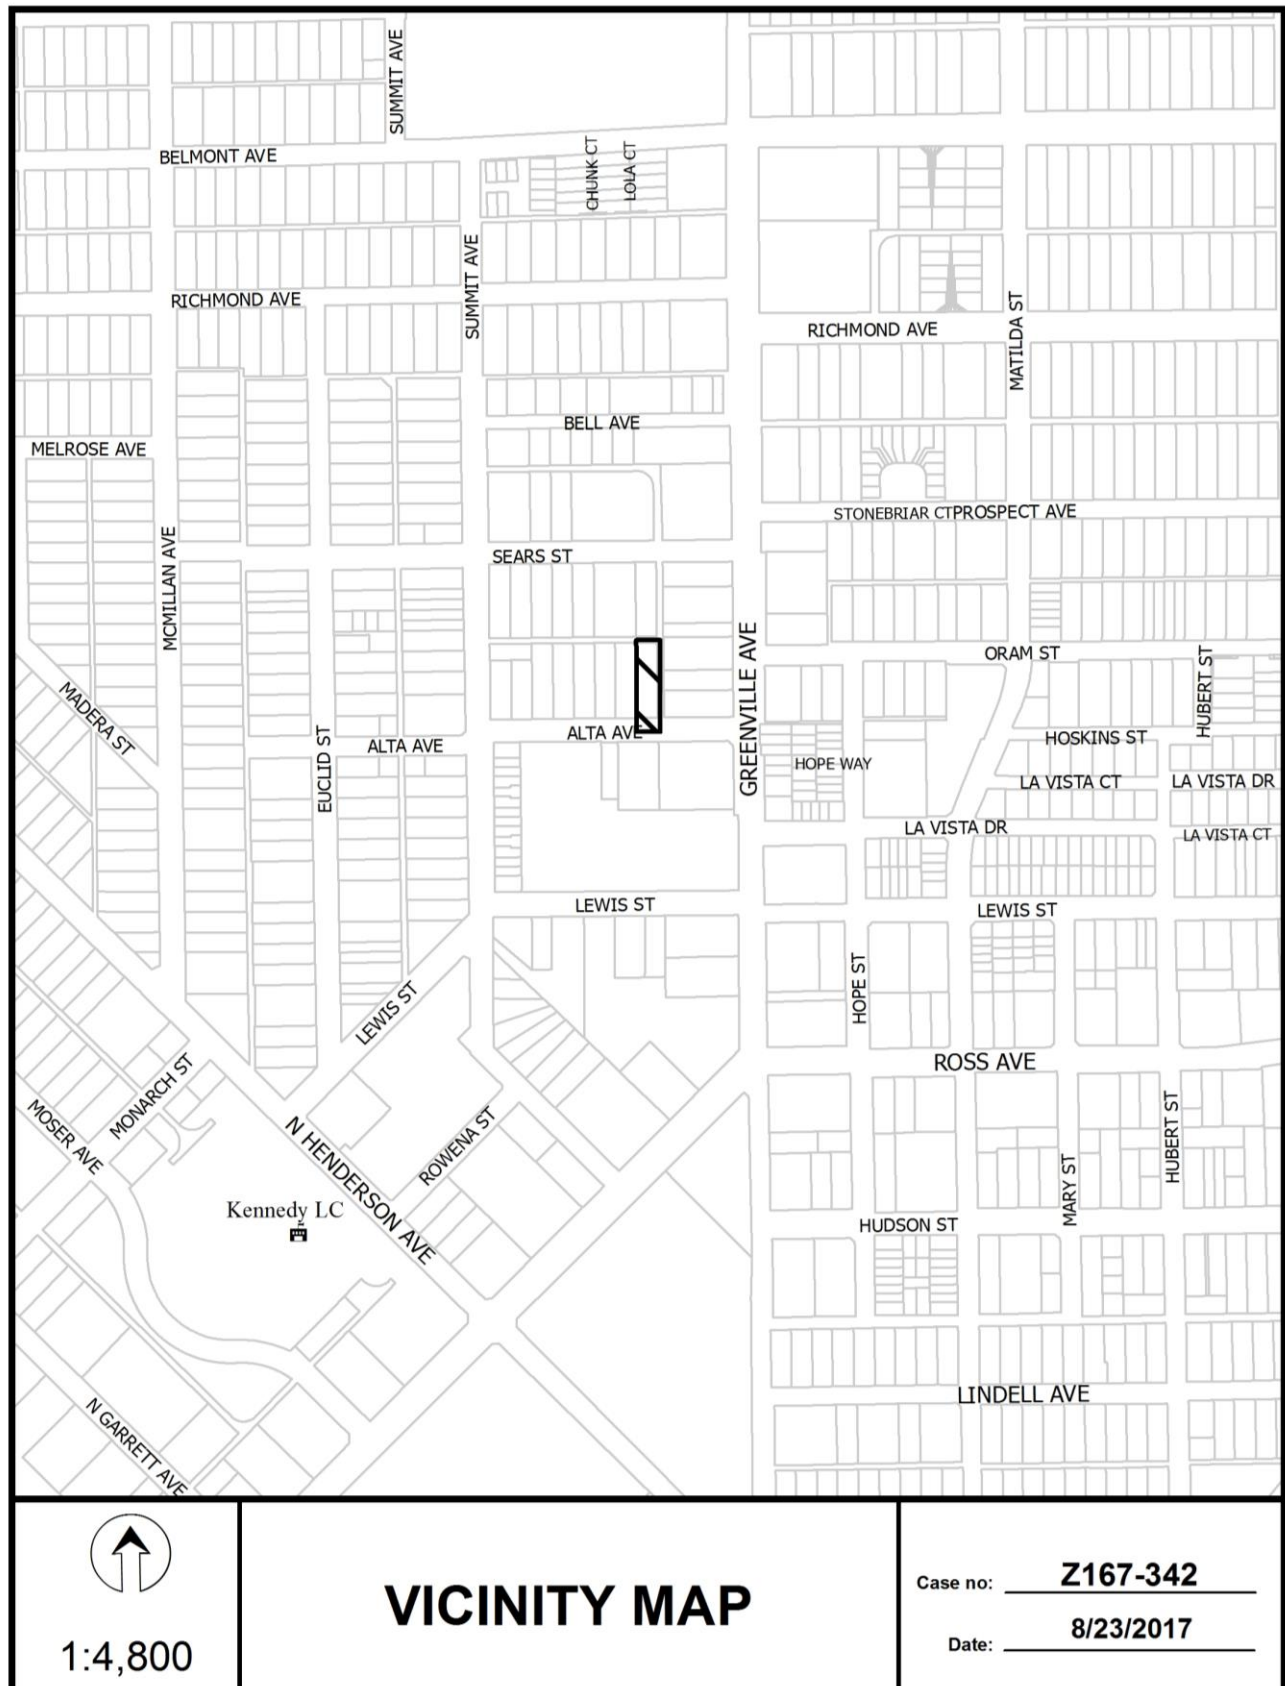 SUMMIT AVE
BELMONT AVE
CHUNK CT
LOLA CT
SUMMIT AVE
RICHMOND AVE
RICHMOND AVE
MATILDA ST
BELL AVE
MELROSE AVE
STONEBRIAR CT
PROSPECT AVE
MCMILLAN AVE
SEARS ST
GREENVILLE AVE
ORAM ST
HUBERT ST
MADERA ST
EUCLID ST
ALTA AVE
ALTA AVE
HOSKINS ST
HOPE WAY
LA VISTA CT
LA VISTA DR
LA VISTA DR
LA VISTA CT
LEWIS ST
LEWIS ST
HOPE ST
LEWIS ST
ROSS AVE
MONARCH ST
MOSER AVE
N HENDERSON AVE
ROWENA ST
MARY ST
HUBERT ST
Kennedy LC
HUDSON ST
LINDELL AVE
N GARRETT AVE
1:4,800
VICINITY MAP
Case no: Z167-342
Date: 8/23/2017